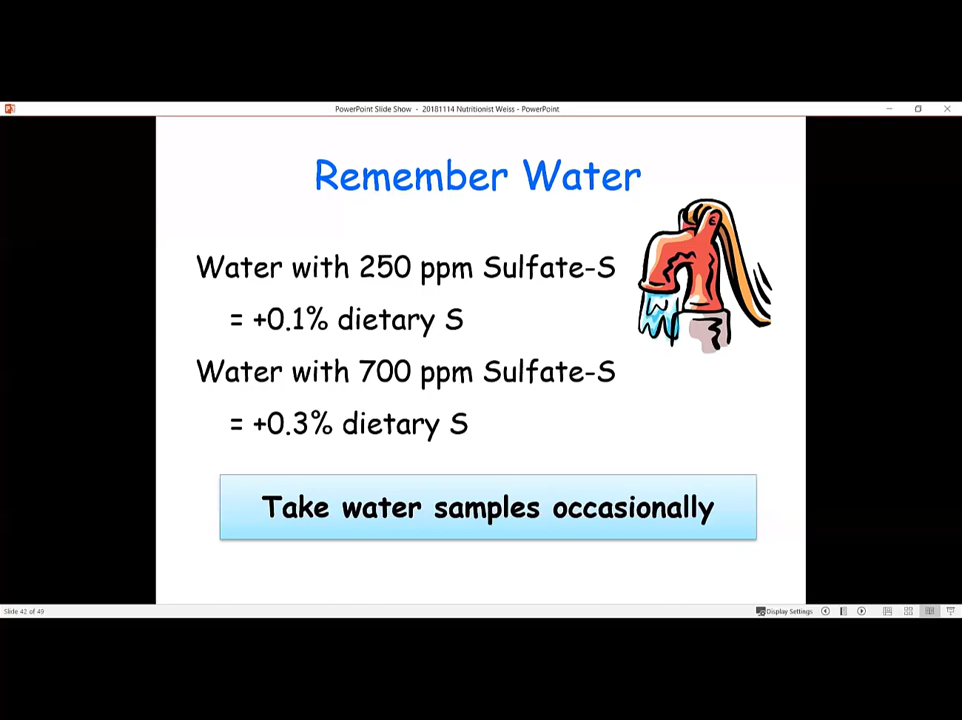 PowerPoint Slide Show - 20181114 Nutritionist Weiss - PowerPoint
Remember Water
Water with 250 ppm Sulfate-S
= +0.1% dietary S
Water with 700 ppm Sulfate-S
= +0.3% dietary S
Take water samples occasionally
Slide 42 of 49
Display Settings